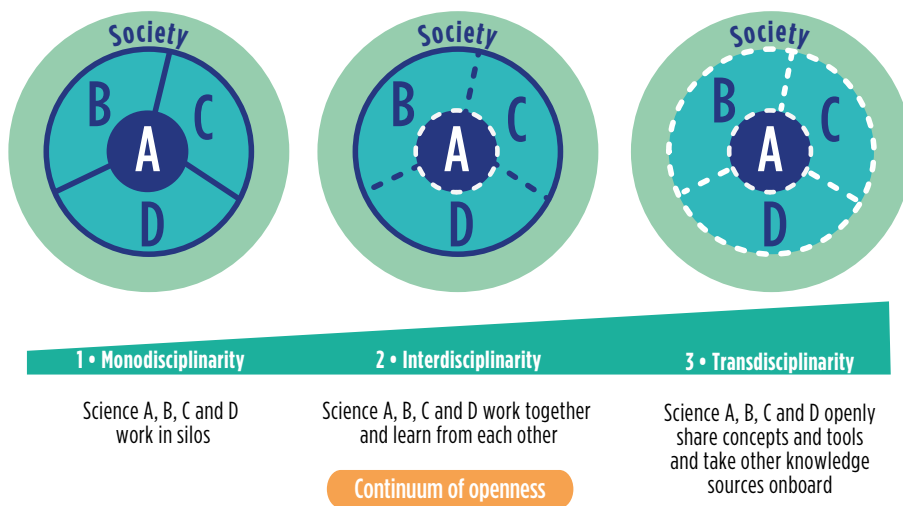 Society
B
C
A
D
Society
B
C
A
D
Society
B
C
A
D
1 • Monodisciplinarity
2 • Interdisciplinarity
3 • Transdisciplinarity
Science A, B, C and D
work in silos
Science A, B, C and D work together
and learn from each other
Science A, B, C and D openly
share concepts and tools
and take other knowledge
sources onboard
Continuum of openness